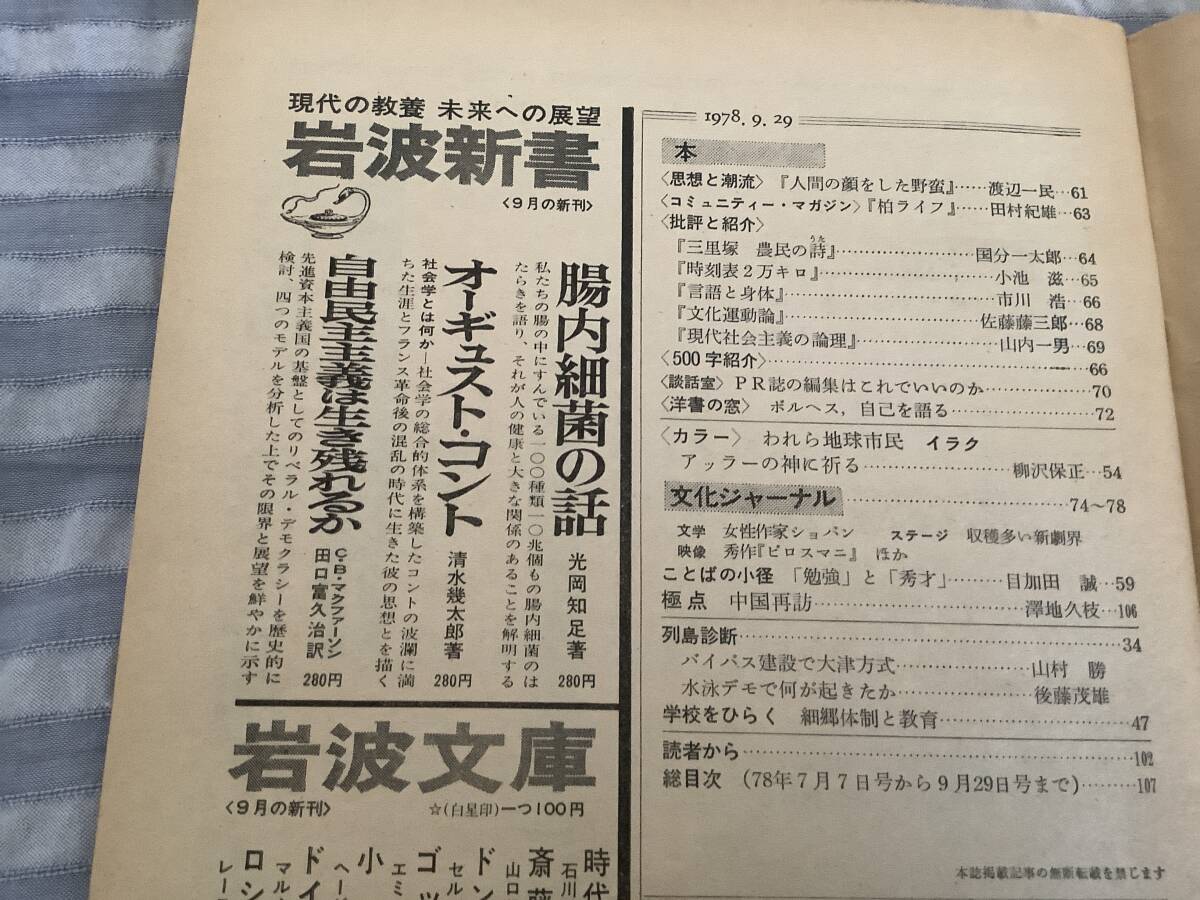 現代の教養 未来への展望
岩波新書
〈9月の新刊〉
腸内細菌の話
私たちの腸の中にすんでいる一〇〇種類一〇兆個もの腸内細菌のは
たらきを語り、それが人の健康と大きな関係のあることを解明する
光岡知足著
280円
オーギュスト・コント
社会学とは何か―社会学の総合的体系を構築したコントの波瀾に満
ちた生涯とフランス革命後の混乱の時代に生きた彼の思想とを描く
清水幾太郎著
280円
自由民主主義は生き残れるか
先進資本主義国の基盤としてのリベラル・デモクラシーを歴史的に
検討、四つのモデルを分析した上でその限界と展望を鮮やかに示す
C・B・マクファーソン
田口富久治訳
280円
岩波文庫
〈9月の新刊〉
☆(白星印)一つ100円
時代
石川
斎藤
山口
ドン
セル
ゴッ
エミ
小
ヘー
ドイ
マル
ロシ
レー
1978. 9. 29
本
〈思想と潮流〉『人間の顔をした野蛮』……渡辺一民…61
〈コミュニティー・マガジン〉『柏ライフ』……田村紀雄…63
〈批評と紹介〉
『三里塚 農民の詩』……国分一太郎…64
うた
『時刻表2万キロ』……小池 滋…65
『言語と身体』……市川 浩…66
『文化運動論』……佐藤藤三郎…68
『現代社会主義の論理』……山内一男…69
〈500字紹介〉……66
〈談話室〉 PR誌の編集はこれでいいのか……70
〈洋書の窓〉 ボルヘス，自己を語る……72
〈カラー〉 われら地球市民 イラク
アッラーの神に祈る……柳沢保正…54
文化ジャーナル……74～78
文学 女性作家ショパン ステージ 収穫多い新劇界
映像 秀作『ピロスマニ』 ほか
ことばの小径 「勉強」と「秀才」……目加田 誠…59
極点 中国再訪……澤地久枝…106
列島診断……34
バイパス建設で大津方式……山村 勝
水泳デモで何が起きたか……後藤茂雄
学校をひらく 細郷体制と教育……47
読者から……102
総目次 (78年7月7日号から9月29日号まで)……107
本誌掲載記事の無断転載を禁じます